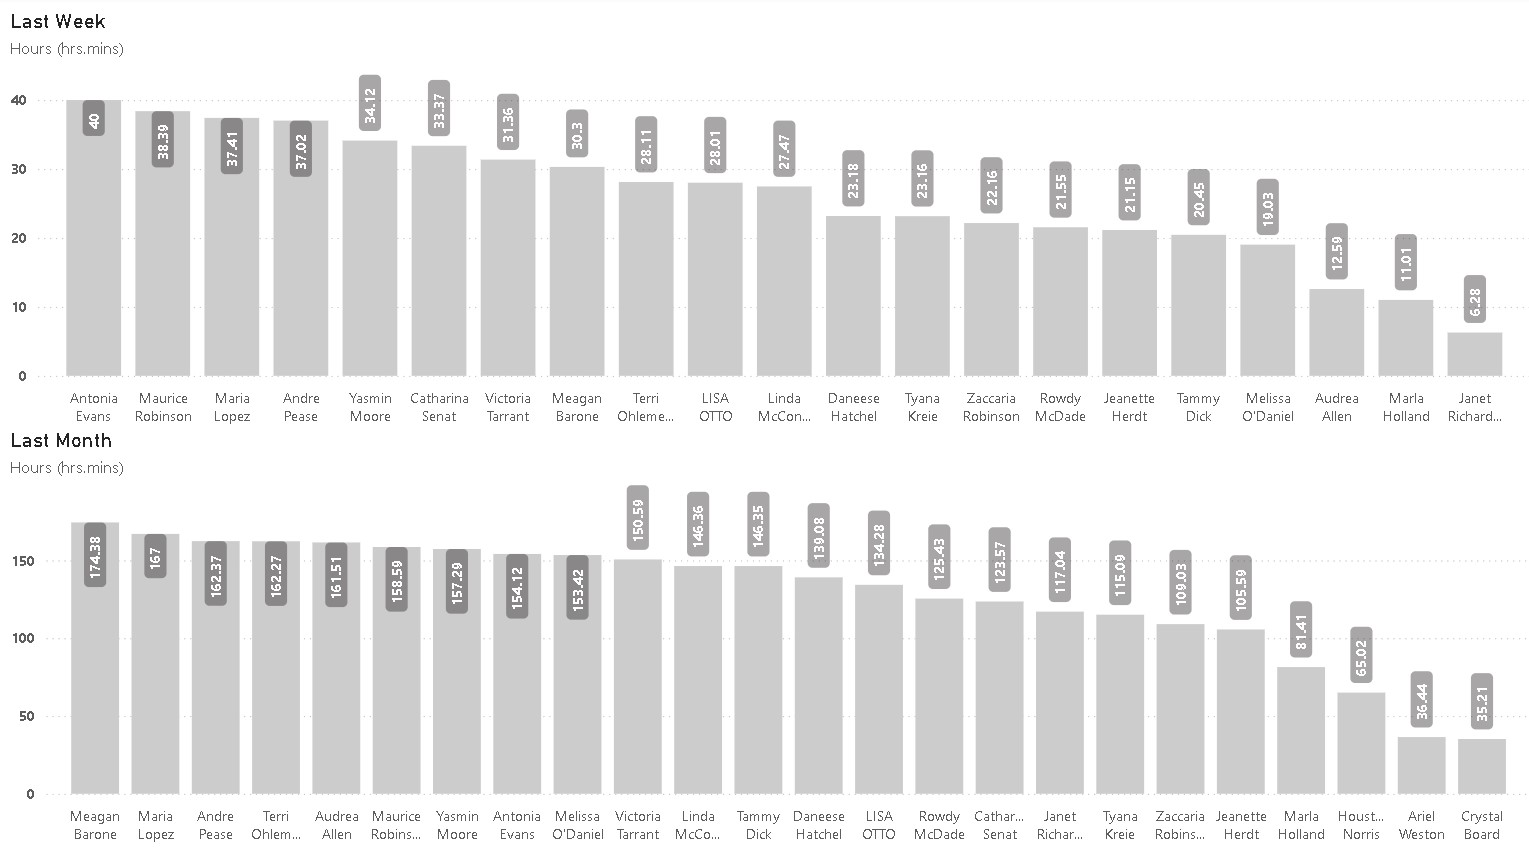 Last Week
Hours (hrs.mins)
40
30
20
10
0
40
38.39
37.41
37.02
34.12
33.37
31.36
30.3
28.11
28.01
27.47
23.18
23.16
22.16
21.55
21.15
20.45
19.03
12.59
11.01
6.28
Antonia Evans
Maurice Robinson
Maria Lopez
Andre Pease
Yasmin Moore
Catharina Senat
Victoria Tarrant
Meagan Barone
Terri Ohleme...
LISA OTTO
Linda McCon...
Daneese Hatchel
Tyana Kreie
Zaccaria Robinson
Rowdy McDade
Jeanette Herdt
Tammy Dick
Melissa O'Daniel
Audrea Allen
Marla Holland
Janet Richard...
Last Month
Hours (hrs.mins)
150
100
50
0
174.38
167
162.37
162.27
161.51
158.59
157.29
154.12
153.42
150.59
146.36
146.35
139.08
134.28
125.43
123.57
117.04
115.09
109.03
105.59
81.41
65.02
36.44
35.21
Meagan Barone
Maria Lopez
Andre Pease
Terri Ohlem...
Audrea Allen
Maurice Robins...
Yasmin Moore
Antonia Evans
Melissa O'Daniel
Victoria Tarrant
Linda McCo...
Tammy Dick
Daneese Hatchel
LISA OTTO
Rowdy McDade
Cathar... Senat
Janet Richar...
Tyana Kreie
Zaccaria Robins...
Jeanette Herdt
Marla Holland
Houst... Norris
Ariel Weston
Crystal Board